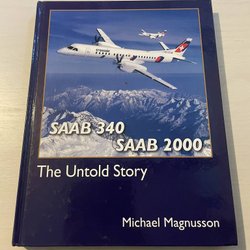 SAAB 340
SAAB 2000
The Untold Story
Michael Magnusson